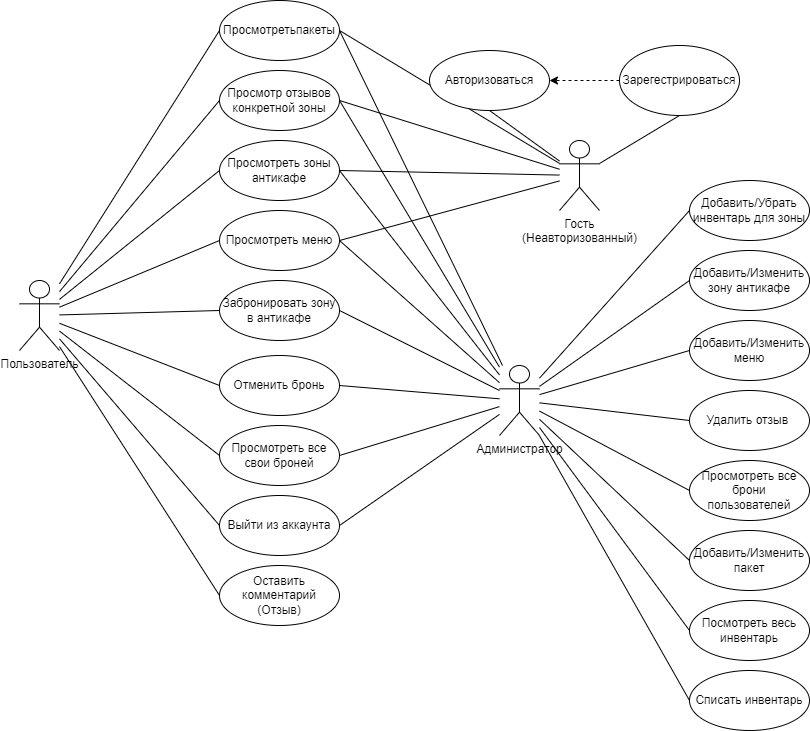 Просмотретьпакеты
Авторизоваться
Зарегестрироваться
Просмотр отзывов
конкретной зоны
Просмотреть зоны
антикафе
Гость
(Неавторизованный)
Добавить/Убрать
инвентарь для зоны
Просмотреть меню
Добавить/Изменить
зону антикафе
Забронировать зону
в антикафе
Добавить/Изменить
меню
Пользователь
Отменить бронь
Удалить отзыв
Просмотреть все
свои броней
Администратор
Просмотреть все
брони
пользователей
Выйти из аккаунта
Добавить/Изменить
пакет
Оставить
комментарий
(Отзыв)
Посмотреть весь
инвентарь
Списать инвентарь